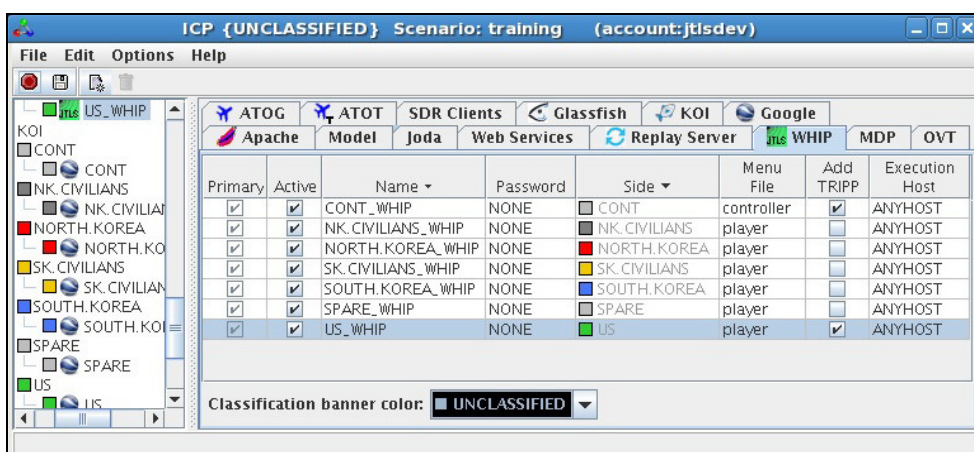 ICP {UNCLASSIFIED} Scenario: training (account:jtlsdev)
File Edit Options Help
JTLS US_WHIP
KOI
CONT
CONT
NK.CIVILIANS
NK.CIVILIAN
NORTH.KOREA
NORTH.KO
SK.CIVILIANS
SK.CIVILIAN
SOUTH.KOREA
SOUTH.KOI
SPARE
SPARE
US
US
ATOG ATOT SDR Clients Glassfish KOI Google
Apache Model Joda Web Services Replay Server JTLS WHIP MDP OVT
Primary Active Name Password Side Menu File Add TRIPP Execution Host
CONT_WHIP NONE CONT controller ANYHOST
NK.CIVILIANS_WHIP NONE NK.CIVILIANS player ANYHOST
NORTH.KOREA_WHIP NONE NORTH.KOREA player ANYHOST
SK.CIVILIANS_WHIP NONE SK.CIVILIANS player ANYHOST
SOUTH.KOREA_WHIP NONE SOUTH.KOREA player ANYHOST
SPARE_WHIP NONE SPARE player ANYHOST
US_WHIP NONE US player ANYHOST
Classification banner color: UNCLASSIFIED